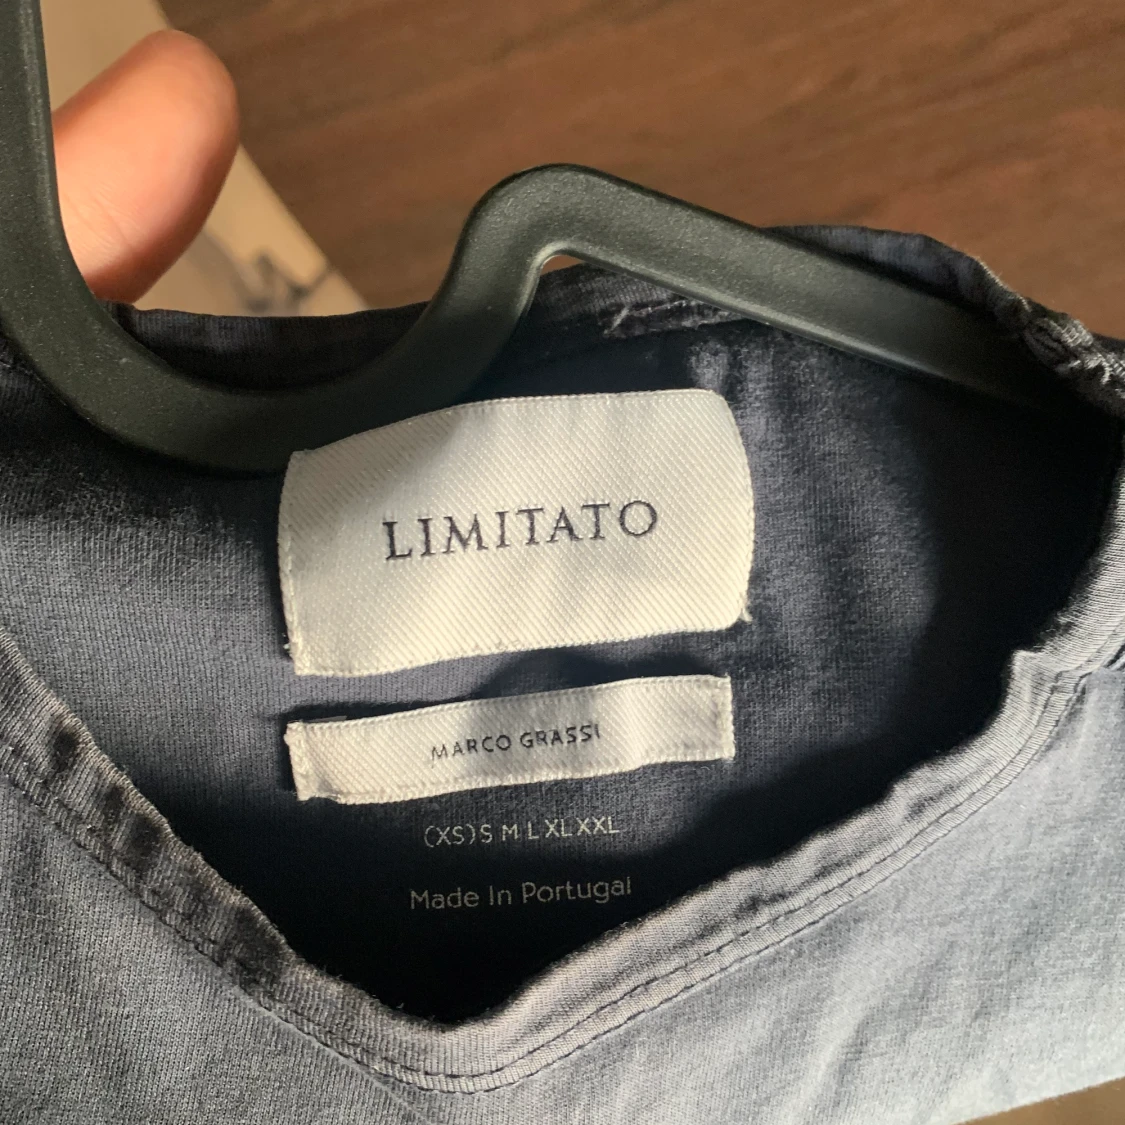 LIMITATO
MARCO GRASSI
(XS) S M L XL XXL
Made In Portugal